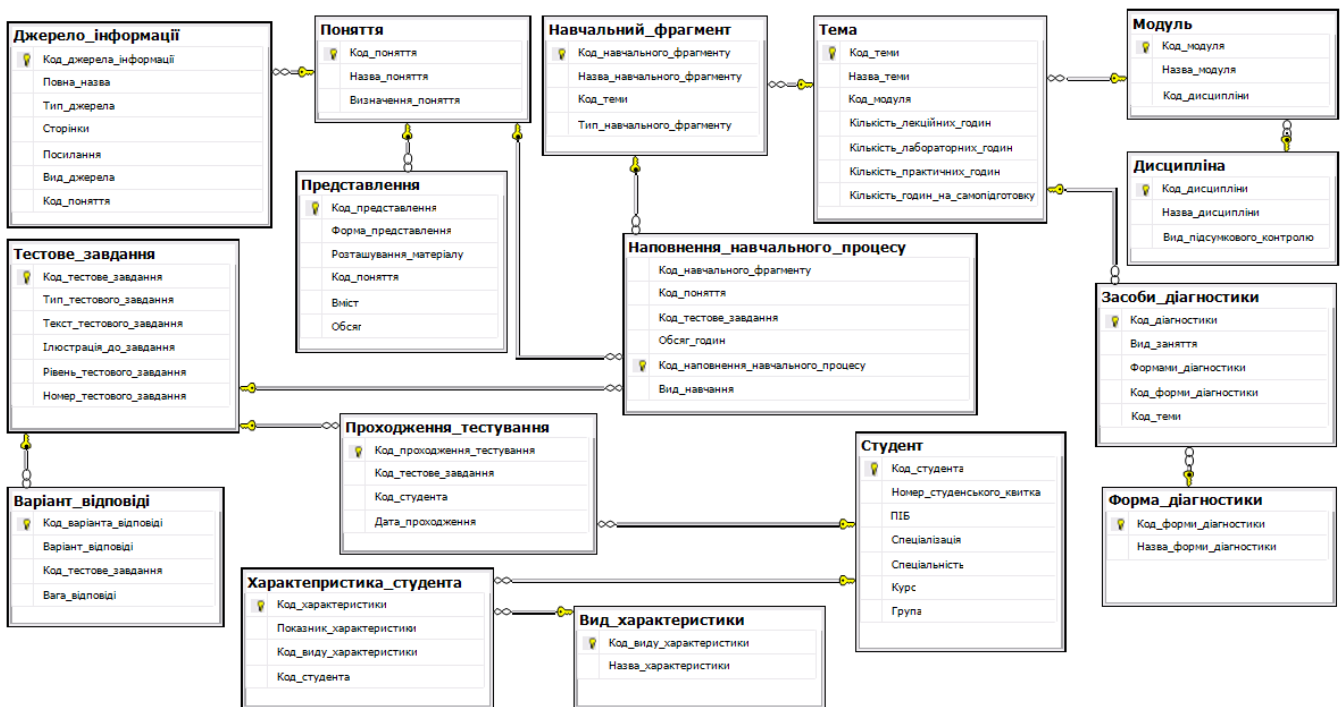 Джерело_інформації
Код_джерела_інформації
Повна_назва
Тип_джерела
Сторінки
Посилання
Вид_джерела
Код_поняття
Поняття
Код_поняття
Назва_поняття
Визначення_поняття
Навчальний_фрагмент
Код_навчального_фрагменту
Назва_навчального_фрагменту
Код_теми
Тип_навчального_фрагменту
Тема
Код_теми
Назва_теми
Код_модуля
Кількість_лекційних_годин
Кількість_лабораторних_годин
Кількість_практичних_годин
Кількість_годин_на_самопідготовку
Модуль
Код_модуля
Назва_модуля
Код_дисципліни
Дисципліна
Код_дисципліни
Назва_дисципліни
Вид_підсумкового_контролю
Представлення
Код_представлення
Форма_представлення
Розташування_матеріалу
Код_поняття
Вміст
Обсяг
Тестове_завдання
Код_тестове_завдання
Тип_тестового_завдання
Текст_тестового_завдання
Ілюстрація_до_завдання
Рівень_тестового_завдання
Номер_тестового_завдання
Наповнення_навчального_процесу
Код_навчального_фрагменту
Код_поняття
Код_тестове_завдання
Обсяг_годин
Код_наповнення_навчального_процесу
Вид_навчання
Засоби_діагностики
Код_діагностики
Вид_заняття
Формами_діагностики
Код_форми_діагностики
Код_теми
Проходження_тестування
Код_проходження_тестування
Код_тестове_завдання
Код_студента
Дата_проходження
Студент
Код_студента
Номер_студенського_квитка
ПІБ
Спеціалізація
Спеціальність
Курс
Група
Варіант_відповіді
Код_варіанта_відповіді
Варіант_відповіді
Код_тестове_завдання
Вага_відповіді
Форма_діагностики
Код_форми_діагностики
Назва_форми_діагностики
Характепристика_студента
Код_характеристики
Показник_характеристики
Код_виду_характеристики
Код_студента
Вид_характеристики
Код_виду_характеристики
Назва_характеристики